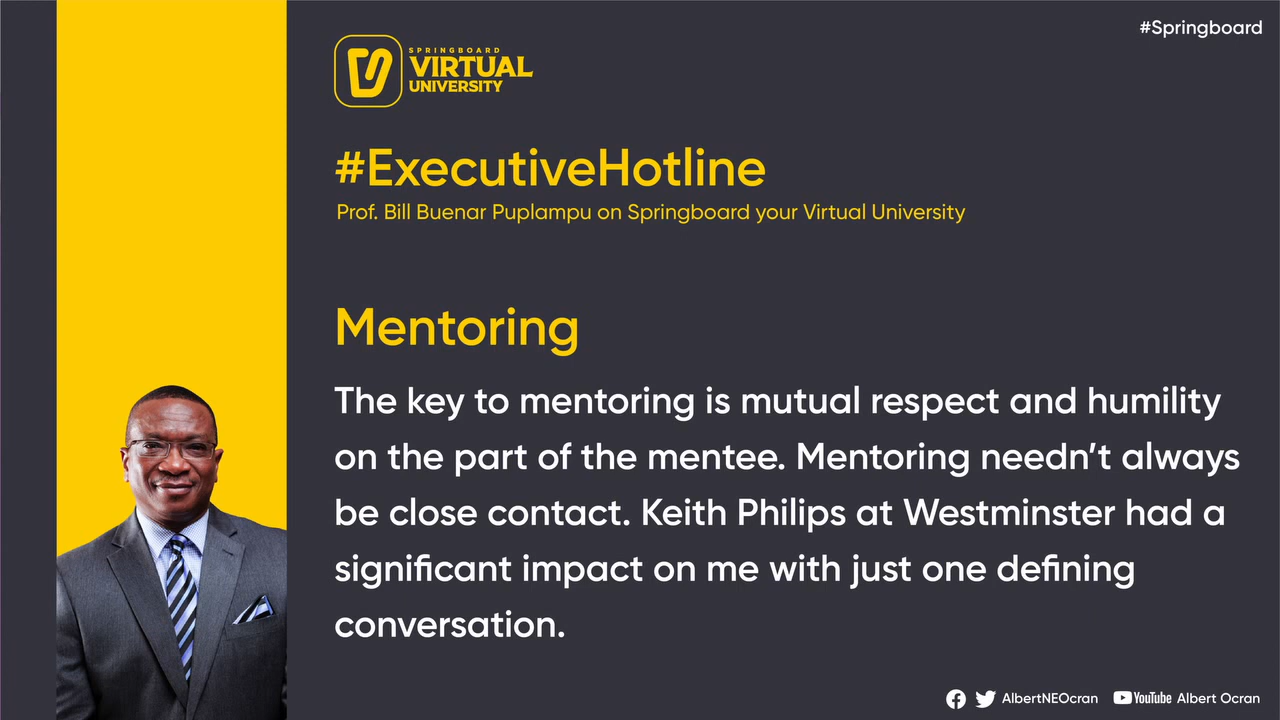 #Springboard
SPRINGBOARD
VIRTUAL
UNIVERSITY
#ExecutiveHotline
Prof. Bill Buenar Puplampu on Springboard your Virtual University
Mentoring
The key to mentoring is mutual respect and humility
on the part of the mentee. Mentoring needn’t always
be close contact. Keith Philips at Westminster had a
significant impact on me with just one defining
conversation.
AlbertNEOcran YouTube Albert Ocran